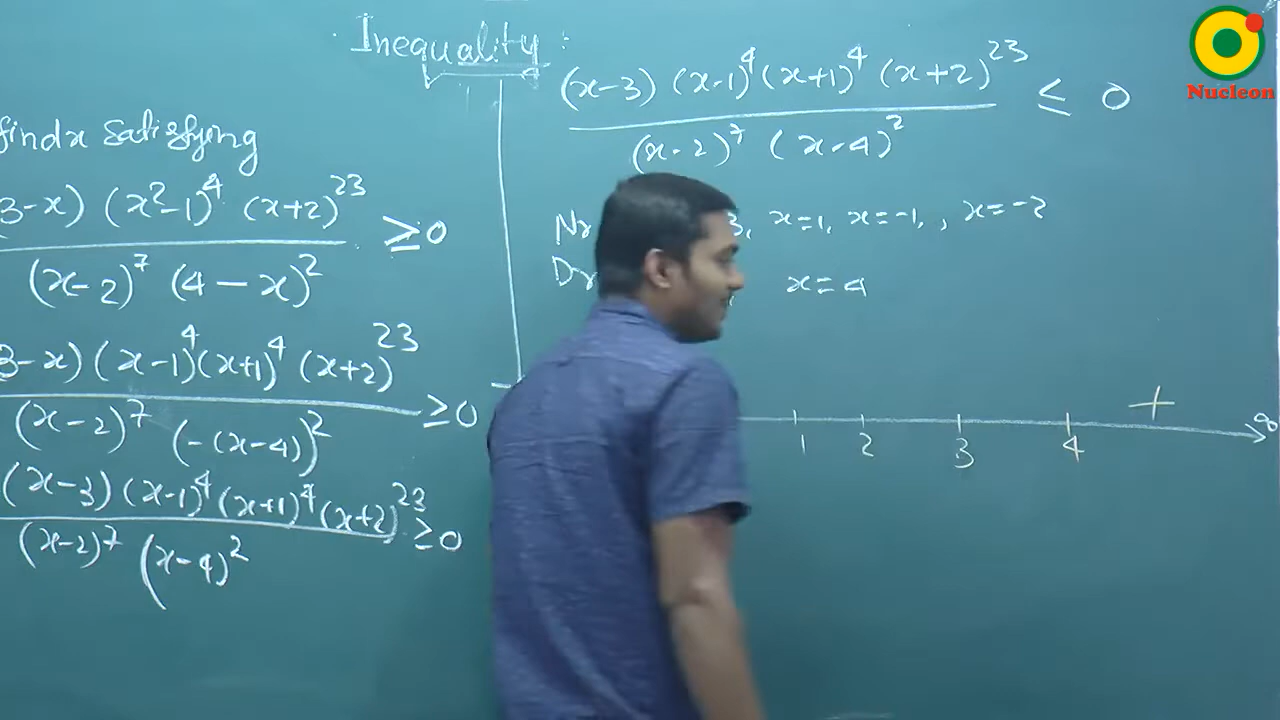 Inequality :
find x satisfying
3-x) (x²-1)⁴ (x+2)²³
≥0
(x-2)⁷ (4-x)²
3-x) (x-1)⁴(x+1)⁴ (x+2)²³
≥0
(x-2)⁷ (-(x-4))²
(x-3) (x-1)⁴(x+1)⁴(x+2)²³
≥0
(x-2)⁷ (x-4)²
(x-3) (x-1)⁴(x+1)⁴ (x+2)²³
≤ 0
(x-2)⁷ (x-4)²
Nr 3, x=1, x=-1, , x=-2
Dr x=4
+
1 2 3 4 ∞
Nucleon